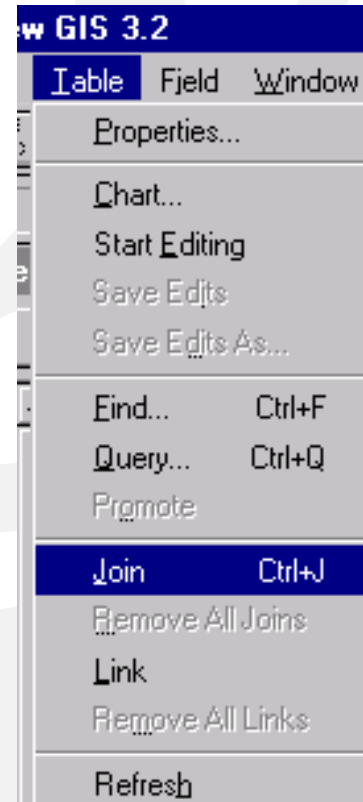 w GIS 3.2
Table Field Window
Properties...
Chart...
Start Editing
Save Edits
Save Edits As...
Find... Ctrl+F
Query... Ctrl+Q
Promote
Join Ctrl+J
Remove All Joins
Link
Remove All Links
Refresh